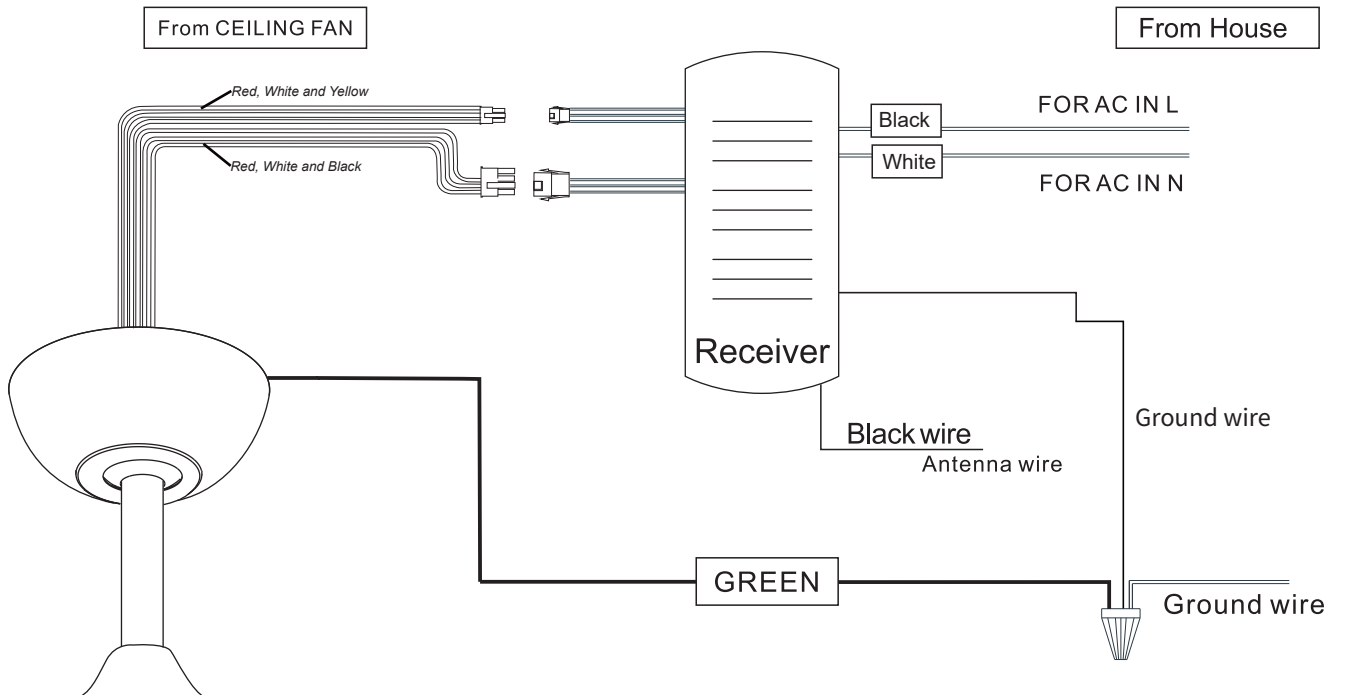 From CEILING FAN
From House
Red, White and Yellow
FOR AC IN L
Black
White
Red, White and Black
FOR AC IN N
Receiver
Ground wire
Black wire
Antenna wire
GREEN
Ground wire